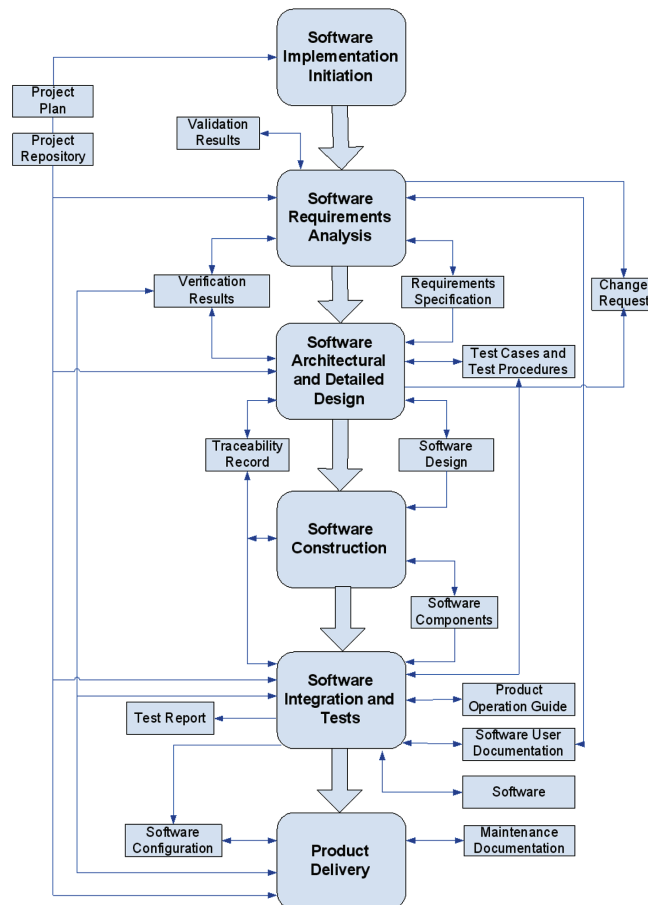 Software
Implementation
Initiation
Project
Plan
Project
Repository
Validation
Results
Software
Requirements
Analysis
Verification
Results
Requirements
Specification
Change
Request
Software
Architectural
and Detailed
Design
Test Cases and
Test Procedures
Traceability
Record
Software
Design
Software
Construction
Software
Components
Software
Integration and
Tests
Product
Operation Guide
Test Report
Software User
Documentation
Software
Software
Configuration
Product
Delivery
Maintenance
Documentation